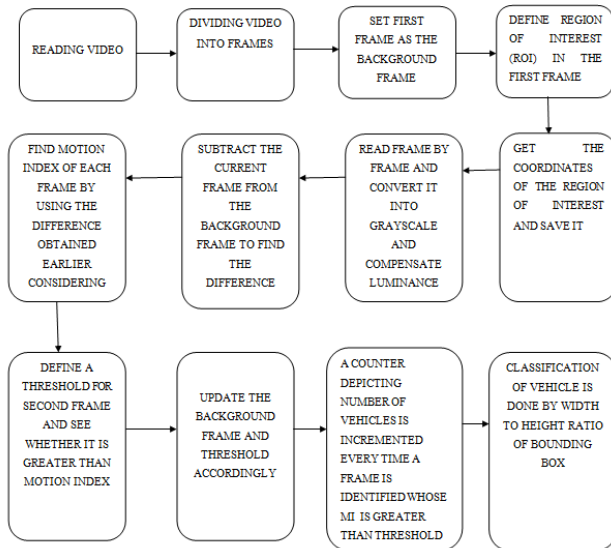 READING VIDEO
DIVIDING VIDEO
INTO FRAMES
SET FIRST
FRAME AS THE
BACKGROUND
FRAME
DEFINE REGION
OF INTEREST
(ROI) IN THE
FIRST FRAME
GET THE
COORDINATES
OF THE REGION
OF INTEREST
AND SAVE IT
READ FRAME BY
FRAME AND
CONVERT IT
INTO
GRAYSCALE
AND
COMPENSATE
LUMINANCE
SUBTRACT THE
CURRENT
FRAME FROM
THE
BACKGROUND
FRAME TO FIND
THE
DIFFERENCE
FIND MOTION
INDEX OF EACH
FRAME BY
USING THE
DIFFERENCE
OBTAINED
EARLIER
CONSIDERING
DEFINE A
THRESHOLD FOR
SECOND FRAME
AND SEE
WHETHER IT IS
GREATER THAN
MOTION INDEX
UPDATE THE
BACKGROUND
FRAME AND
THRESHOLD
ACCORDINGLY
A COUNTER
DEPICTING
NUMBER OF
VEHICLES IS
INCREMENTED
EVERY TIME A
FRAME IS
IDENTIFIED WHOSE
MI IS GREATER
THAN THRESHOLD
CLASSIFICATION
OF VEHICLE IS
DONE BY WIDTH
TO HEIGHT RATIO
OF BOUNDING
BOX